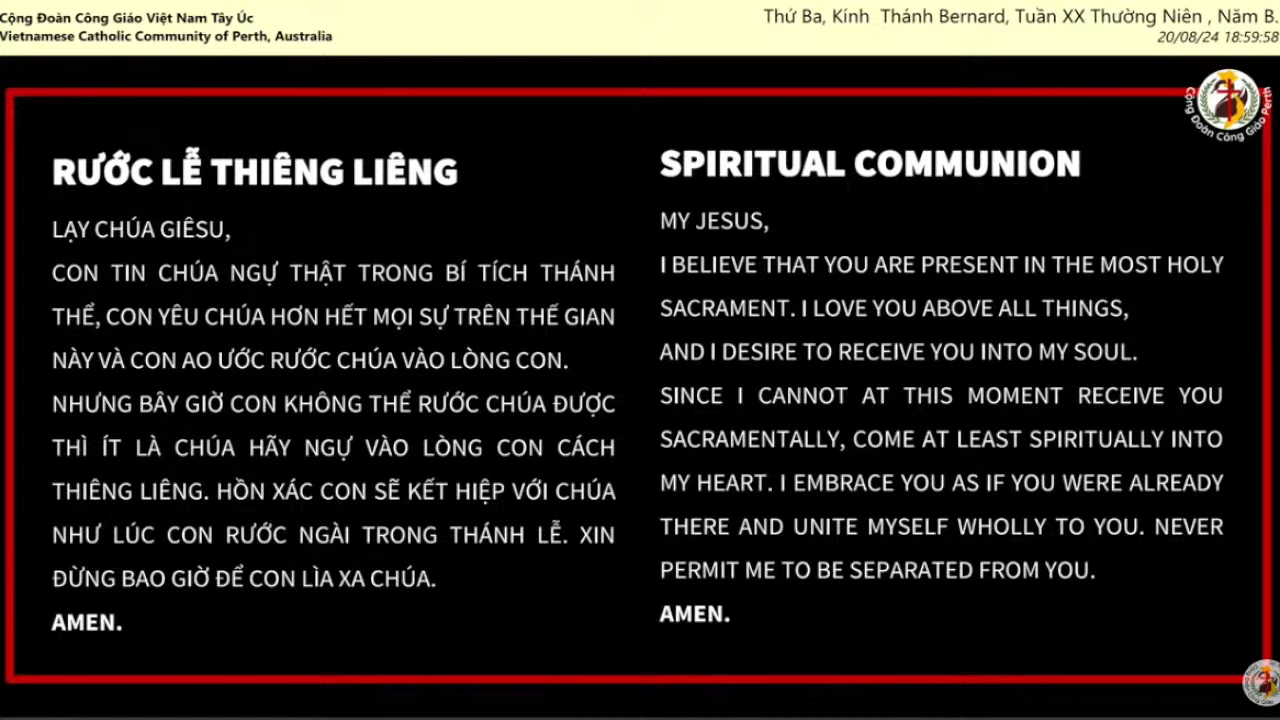 Cộng Đoàn Công Giáo Việt Nam Tây Úc
Vietnamese Catholic Community of Perth, Australia
Thứ Ba, Kính Thánh Bernard, Tuần XX Thường Niên , Năm B.
20/08/24 18:59:58
Cộng Đoàn Công Giáo Perth
RƯỚC LỄ THIÊNG LIÊNG
LẠY CHÚA GIÊSU,
CON TIN CHÚA NGỰ THẬT TRONG BÍ TÍCH THÁNH
THỂ, CON YÊU CHÚA HƠN HẾT MỌI SỰ TRÊN THẾ GIAN
NÀY VÀ CON AO ƯỚC RƯỚC CHÚA VÀO LÒNG CON.
NHƯNG BÂY GIỜ CON KHÔNG THỂ RƯỚC CHÚA ĐƯỢC
THÌ ÍT LÀ CHÚA HÃY NGỰ VÀO LÒNG CON CÁCH
THIÊNG LIÊNG. HỒN XÁC CON SẼ KẾT HIỆP VỚI CHÚA
NHƯ LÚC CON RƯỚC NGÀI TRONG THÁNH LỄ. XIN
ĐỪNG BAO GIỜ ĐỂ CON LÌA XA CHÚA.
AMEN.
SPIRITUAL COMMUNION
MY JESUS,
I BELIEVE THAT YOU ARE PRESENT IN THE MOST HOLY
SACRAMENT. I LOVE YOU ABOVE ALL THINGS,
AND I DESIRE TO RECEIVE YOU INTO MY SOUL.
SINCE I CANNOT AT THIS MOMENT RECEIVE YOU
SACRAMENTALLY, COME AT LEAST SPIRITUALLY INTO
MY HEART. I EMBRACE YOU AS IF YOU WERE ALREADY
THERE AND UNITE MYSELF WHOLLY TO YOU. NEVER
PERMIT ME TO BE SEPARATED FROM YOU.
AMEN.